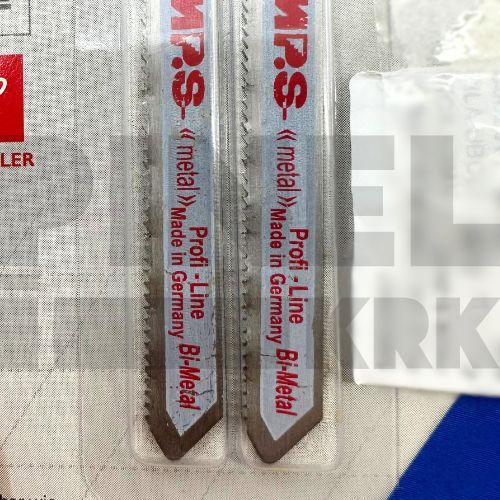 LER
MPS
«metal»
Profi - Line
Made in Germany Bi-Metal
MPS
«metal»
Profi - Line
Made in Germany Bi-Metal
PIXEL